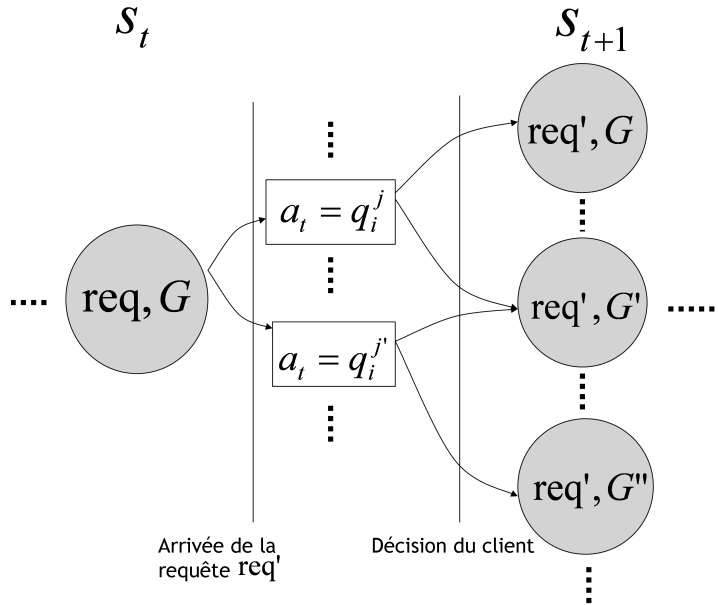 S_t
S_{t+1}
req', G
a_t = q_i^j
req, G
req', G'
a_t = q_i^{j'}
req', G''
Arrivée de la
requête req'
Décision du client